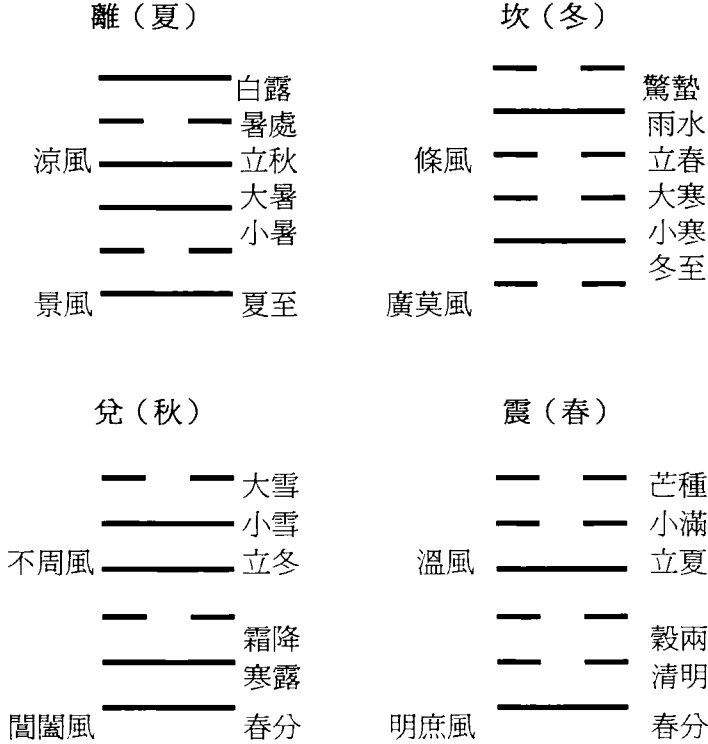 離（夏） 坎（冬）
白露 驚蟄
暑處 雨水
涼風 立秋 條風 立春
大暑 大寒
小暑 小寒
冬至
景風 夏至 廣莫風
兌（秋） 震（春）
大雪 芒種
小雪 小滿
不周風 立冬 溫風 立夏
霜降 穀兩
寒露 清明
閶闔風 春分 明庶風 春分